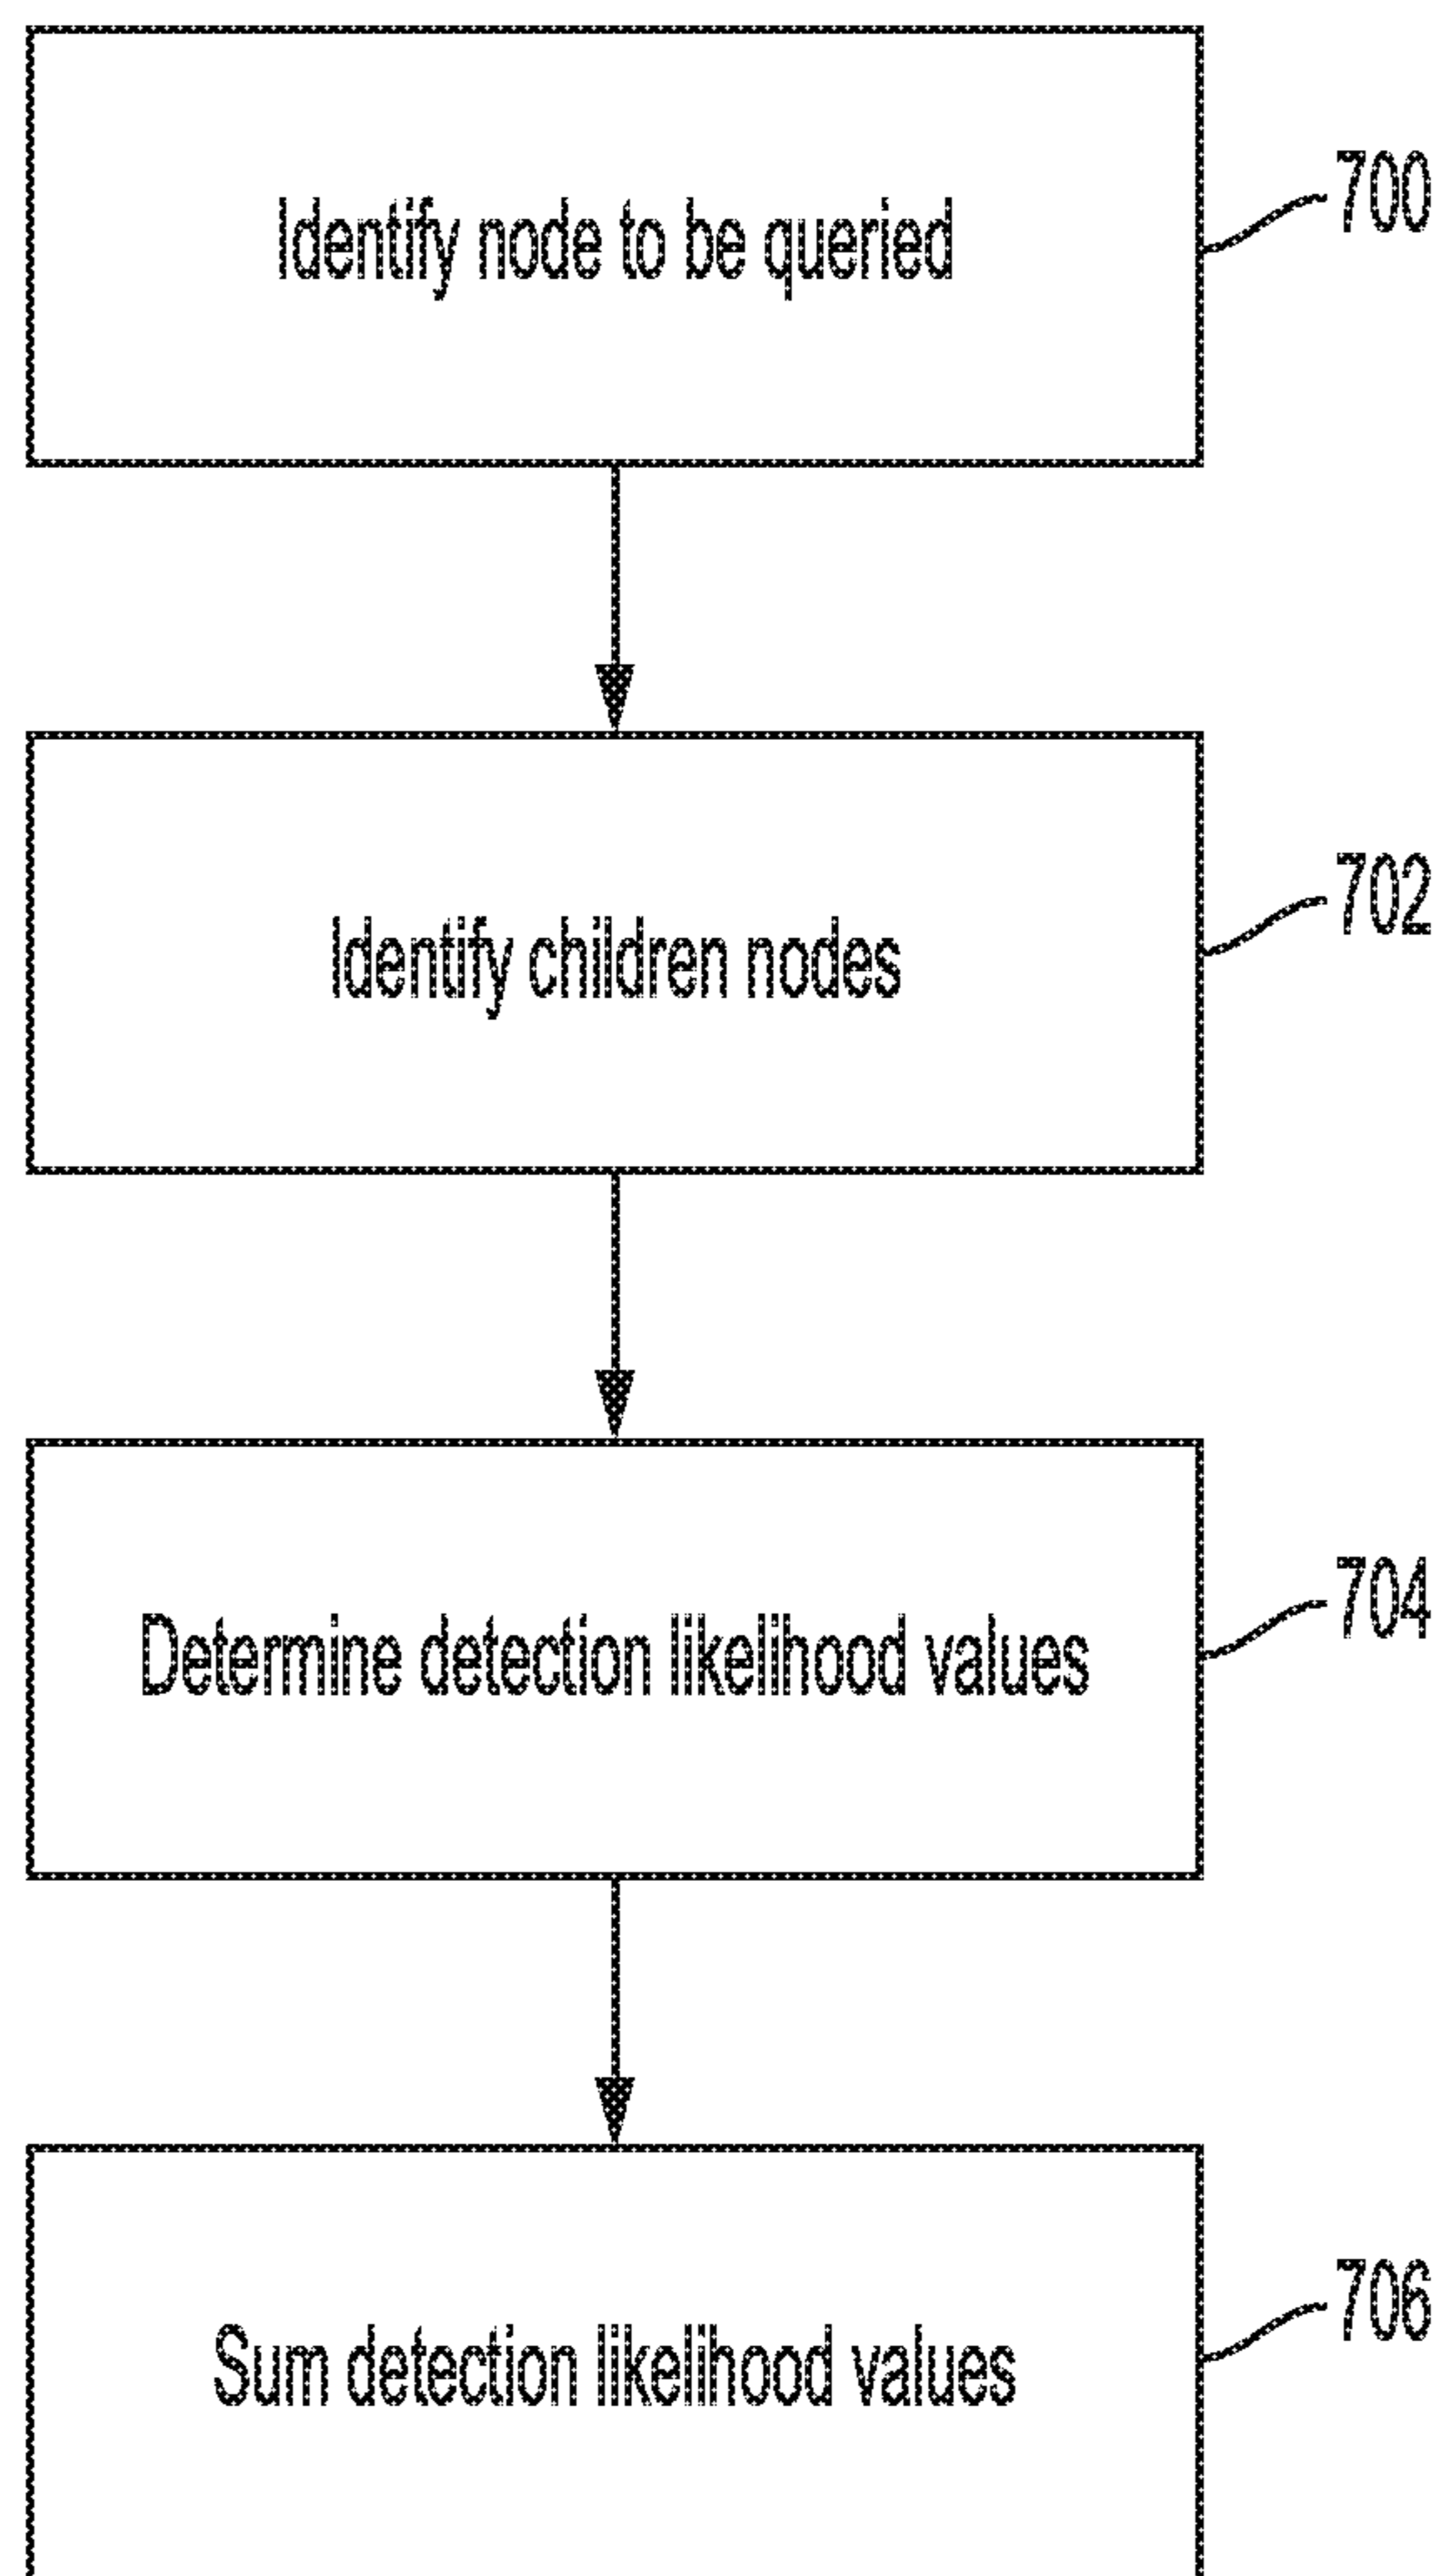 Identify node to be queried
700
Identify children nodes
702
Determine detection likelihood values
704
Sum detection likelihood values
706